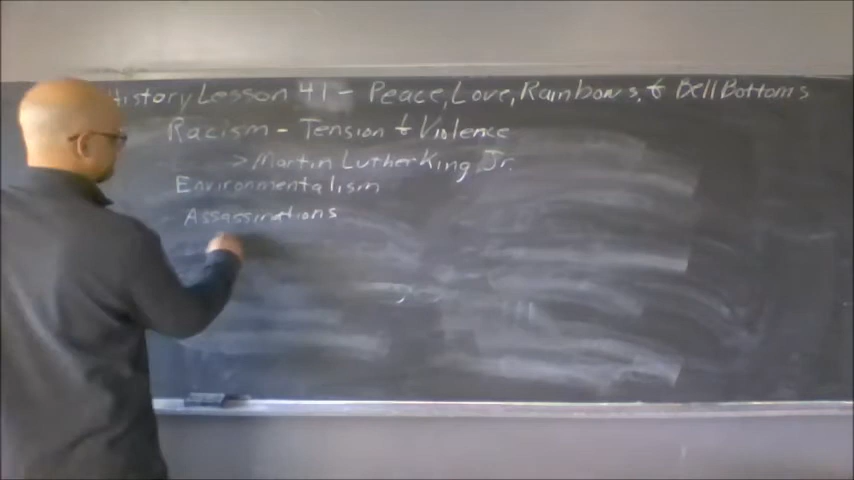 History Lesson 41 - Peace, Love, Rainbows, & Bell Bottoms
Racism - Tension & Violence
> Martin Luther King Jr.
Environmentalism
Assassinations